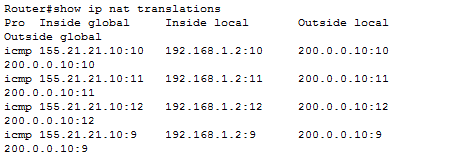 Router#show ip nat translations
Pro  Inside global     Inside local       Outside local
Outside global
icmp 155.21.21.10:10   192.168.1.2:10     200.0.0.10:10
200.0.0.10:10
icmp 155.21.21.10:11   192.168.1.2:11     200.0.0.10:11
200.0.0.10:11
icmp 155.21.21.10:12   192.168.1.2:12     200.0.0.10:12
200.0.0.10:12
icmp 155.21.21.10:9    192.168.1.2:9      200.0.0.10:9
200.0.0.10:9